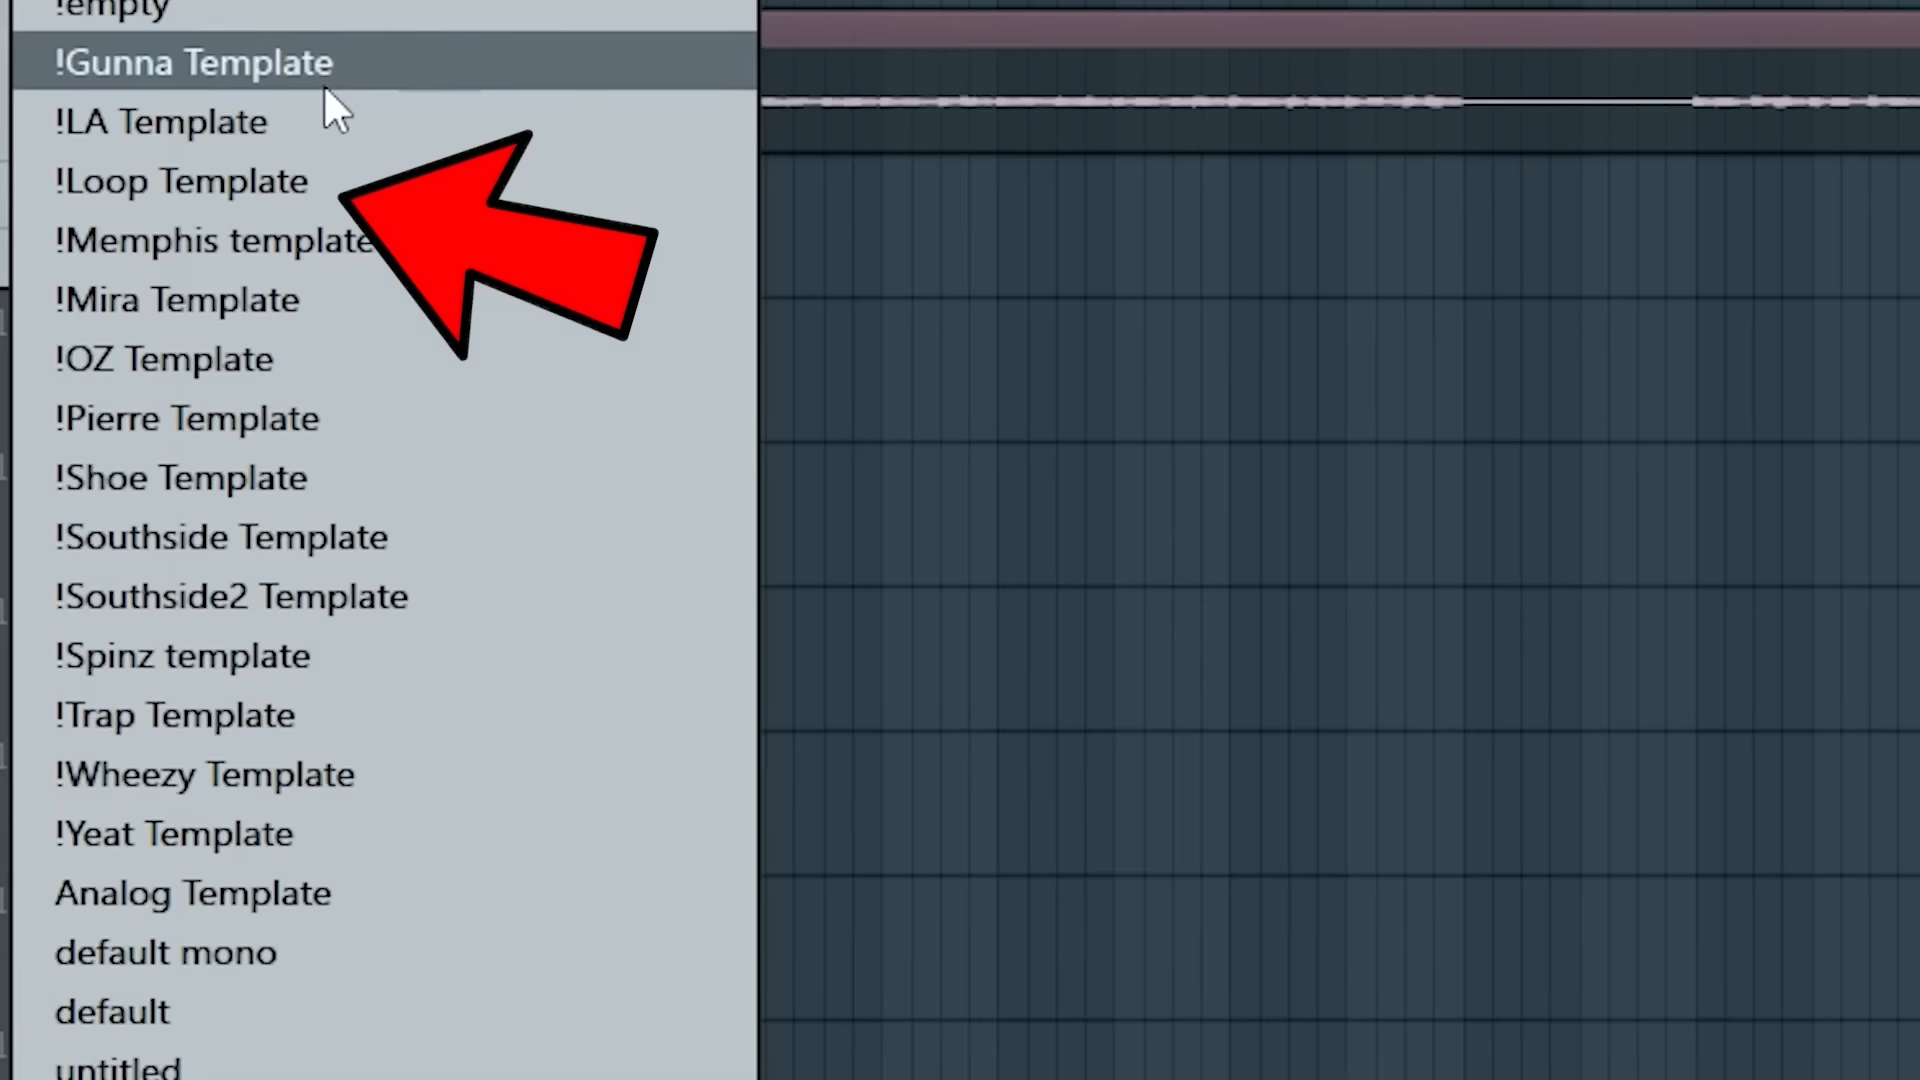 !empty
!Gunna Template
!LA Template
!Loop Template
!Memphis template
!Mira Template
!OZ Template
!Pierre Template
!Shoe Template
!Southside Template
!Southside2 Template
!Spinz template
!Trap Template
!Wheezy Template
!Yeat Template
Analog Template
default mono
default
untitled